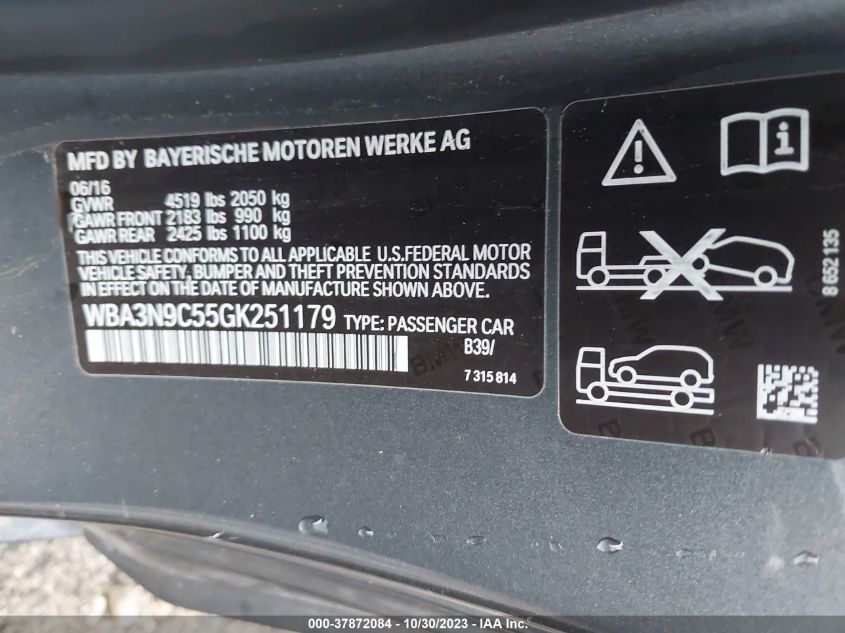 MFD BY BAYERISCHE MOTOREN WERKE AG
06/16
GVWR 4519 lbs 2050 kg
GAWR FRONT 2183 lbs 990 kg
GAWR REAR 2425 lbs 1100 kg
THIS VEHICLE CONFORMS TO ALL APPLICABLE U.S.FEDERAL MOTOR
VEHICLE SAFETY, BUMPER AND THEFT PREVENTION STANDARDS
IN EFFECT ON THE DATE OF MANUFACTURE SHOWN ABOVE.
WBA3N9C55GK251179 TYPE: PASSENGER CAR
B39/
7 315 814
i
8 652 135
000-37872084 | 10/30/2023 - IAA Inc.